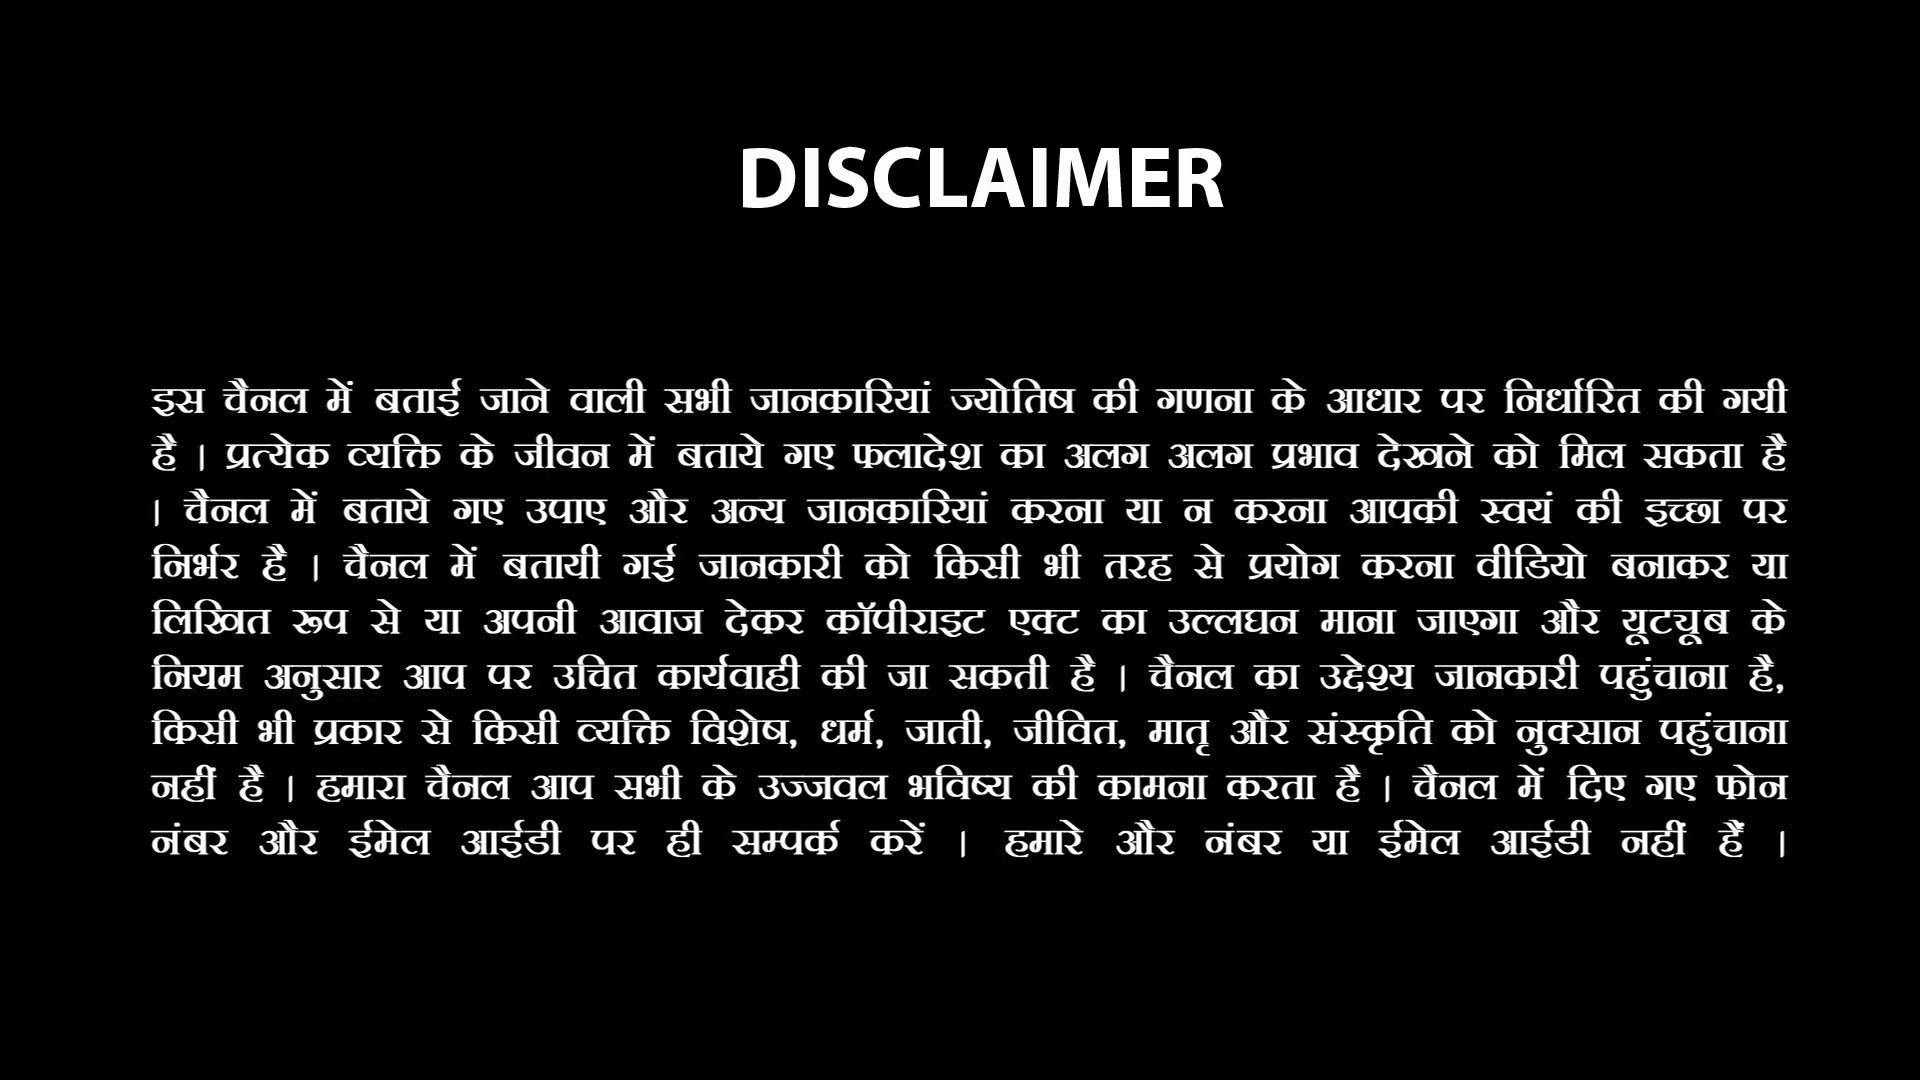 DISCLAIMER
इस चैनल में बताई जाने वाली सभी जानकारियां ज्योतिष की गणना के आधार पर निर्धारित की गयी
है । प्रत्येक व्यक्ति के जीवन में बताये गए फलादेश का अलग अलग प्रभाव देखने को मिल सकता है
। चैनल में बताये गए उपाए और अन्य जानकारियां करना या न करना आपकी स्वयं की इच्छा पर
निर्भर है । चैनल में बतायी गई जानकारी को किसी भी तरह से प्रयोग करना वीडियो बनाकर या
लिखित रूप से या अपनी आवाज देकर कॉपीराइट एक्ट का उल्लघन माना जाएगा और यूट्यूब के
नियम अनुसार आप पर उचित कार्यवाही की जा सकती है । चैनल का उद्देश्य जानकारी पहुंचाना है,
किसी भी प्रकार से किसी व्यक्ति विशेष, धर्म, जाती, जीवित, मातृ और संस्कृति को नुक्सान पहुंचाना
नहीं है । हमारा चैनल आप सभी के उज्जवल भविष्य की कामना करता है । चैनल में दिए गए फोन
नंबर और ईमेल आईडी पर ही सम्पर्क करें । हमारे और नंबर या ईमेल आईडी नहीं हैं ।